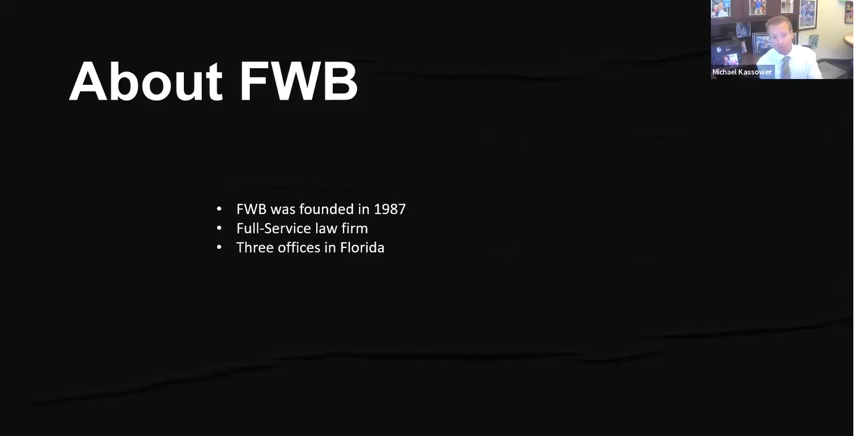 Michael Kassower
About FWB
• FWB was founded in 1987
• Full-Service law firm
• Three offices in Florida